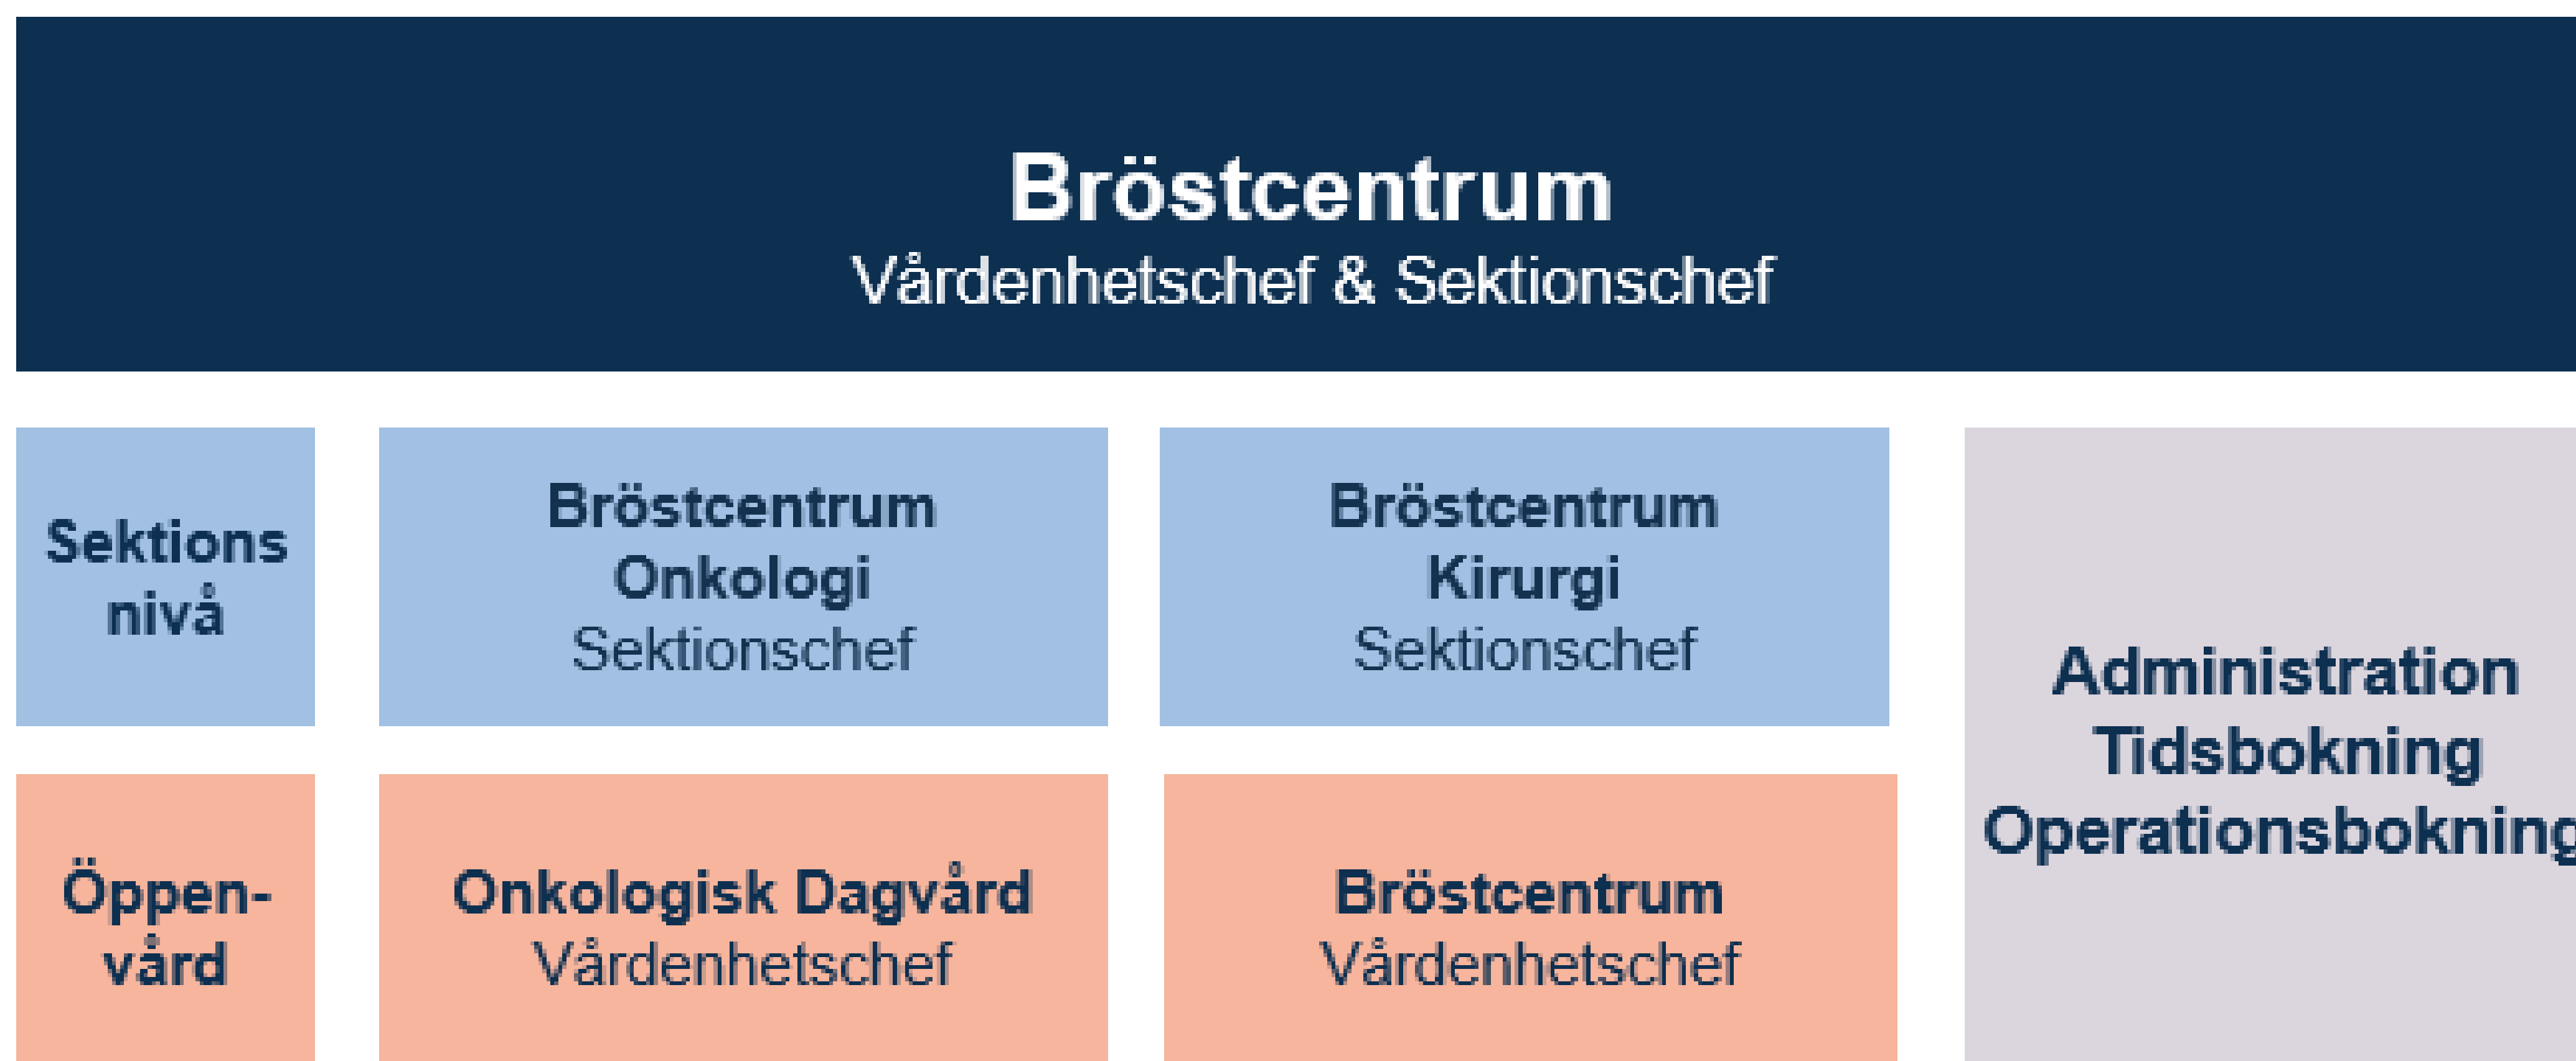 Bröstcentrum
Vårdenhetschef & Sektionschef
Sektions
nivå
Bröstcentrum
Onkologi
Sektionschef
Bröstcentrum
Kirurgi
Sektionschef
Administration
Tidsbokning
Operationsbokning
Öppen-
vård
Onkologisk Dagvård
Vårdenhetschef
Bröstcentrum
Vårdenhetschef